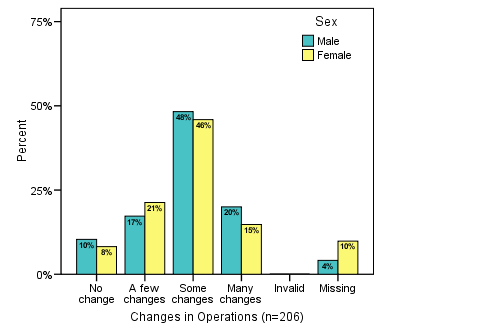 75%
50%
25%
0%
Percent
Sex
Male
Female
10%
8%
17%
21%
48%
46%
20%
15%
4%
10%
No change
A few changes
Some changes
Many changes
Invalid
Missing
Changes in Operations (n=206)